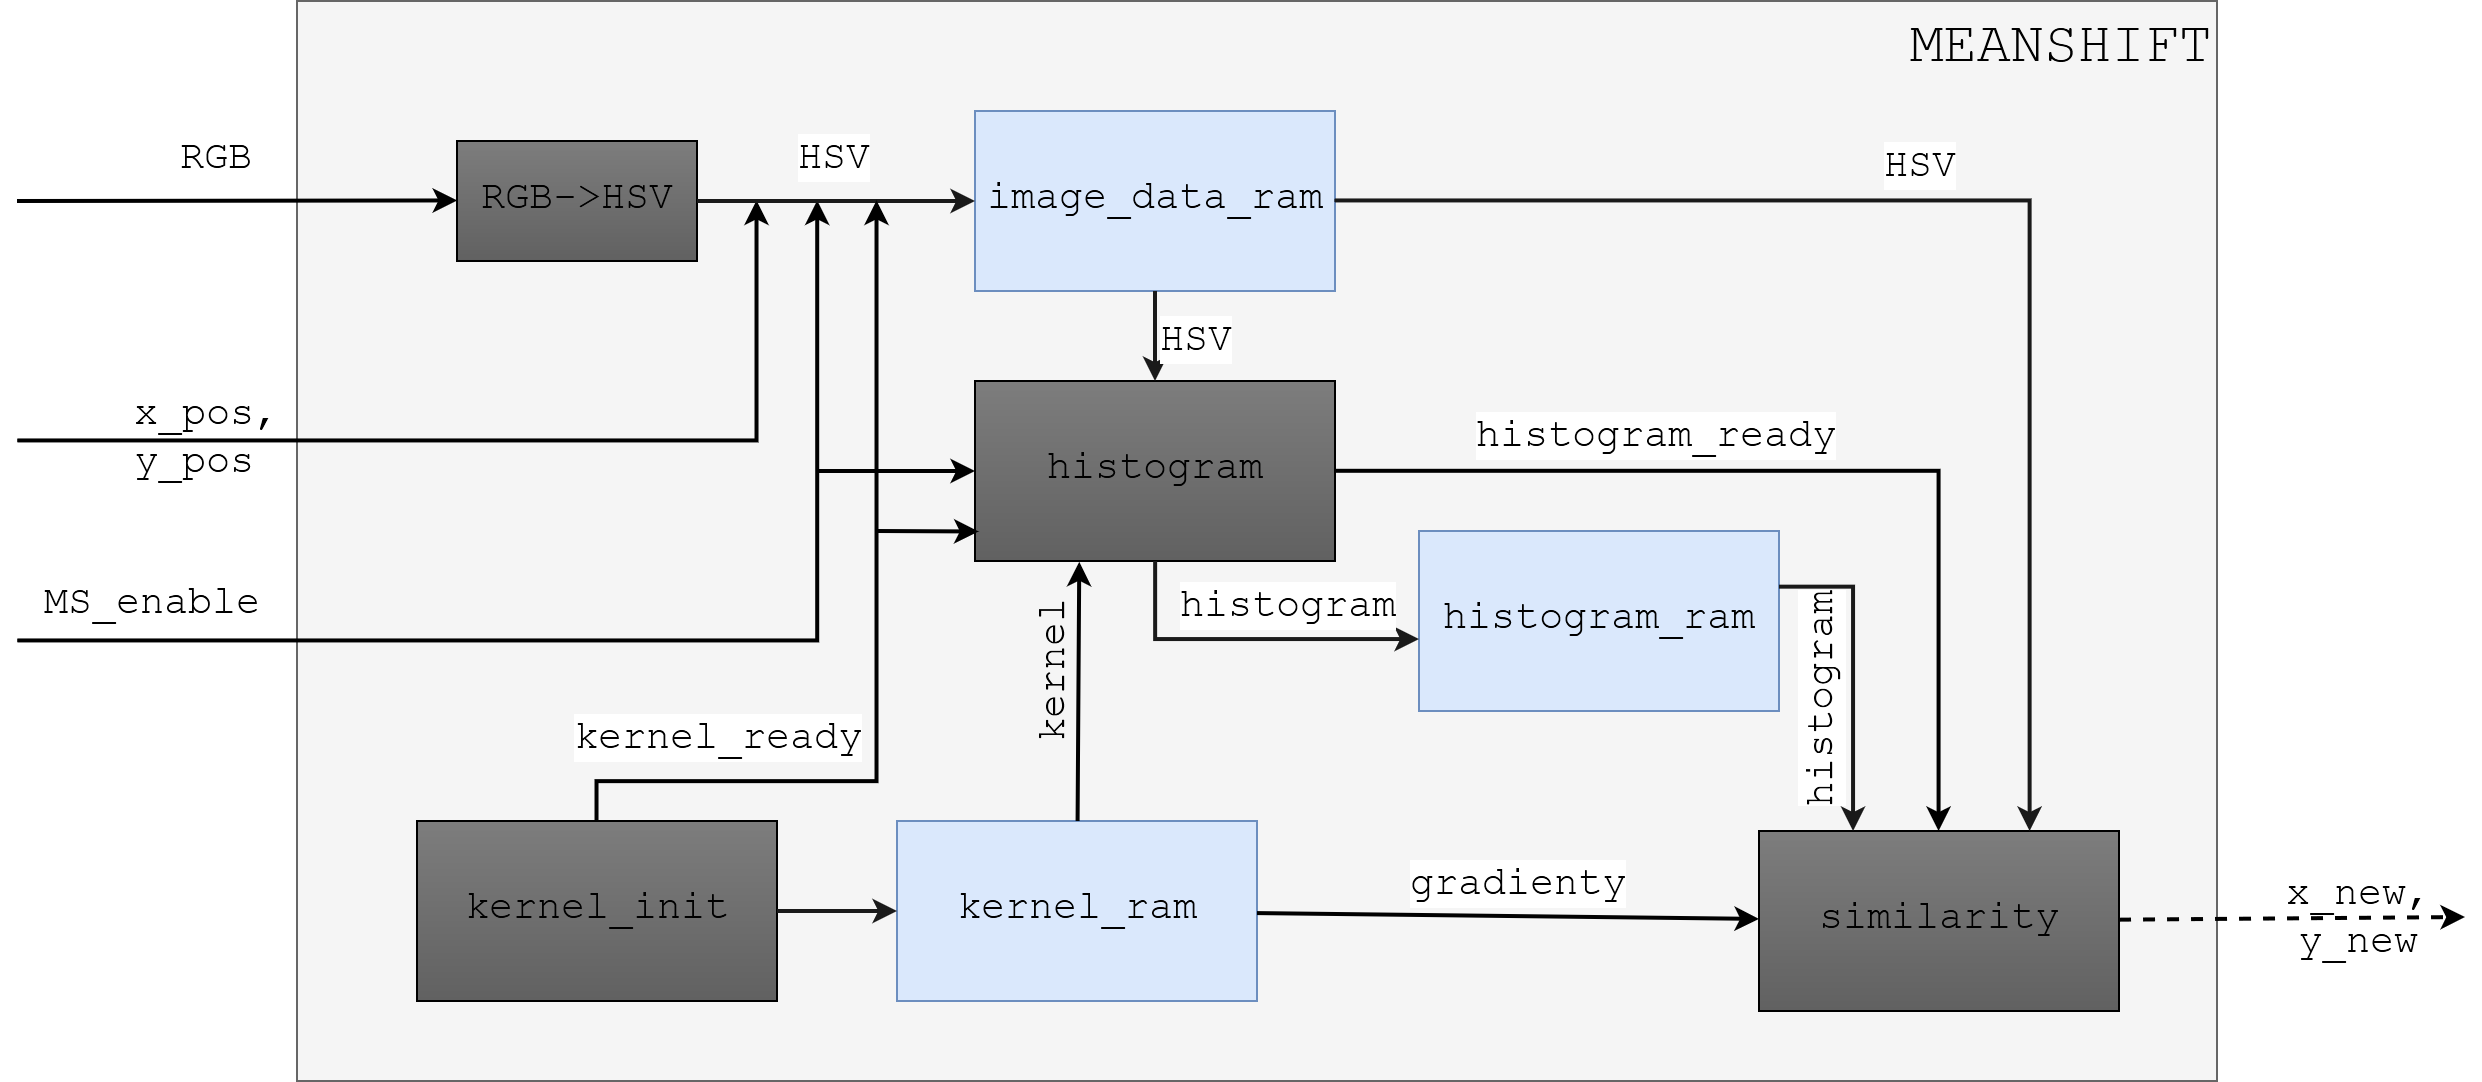 MEANSHIFT
RGB
RGB->HSV
HSV
image_data_ram
HSV
HSV
x_pos,
y_pos
histogram
histogram_ready
MS_enable
kernel
histogram
histogram_ram
histogram
kernel_ready
kernel_init
kernel_ram
gradienty
similarity
x_new,
y_new